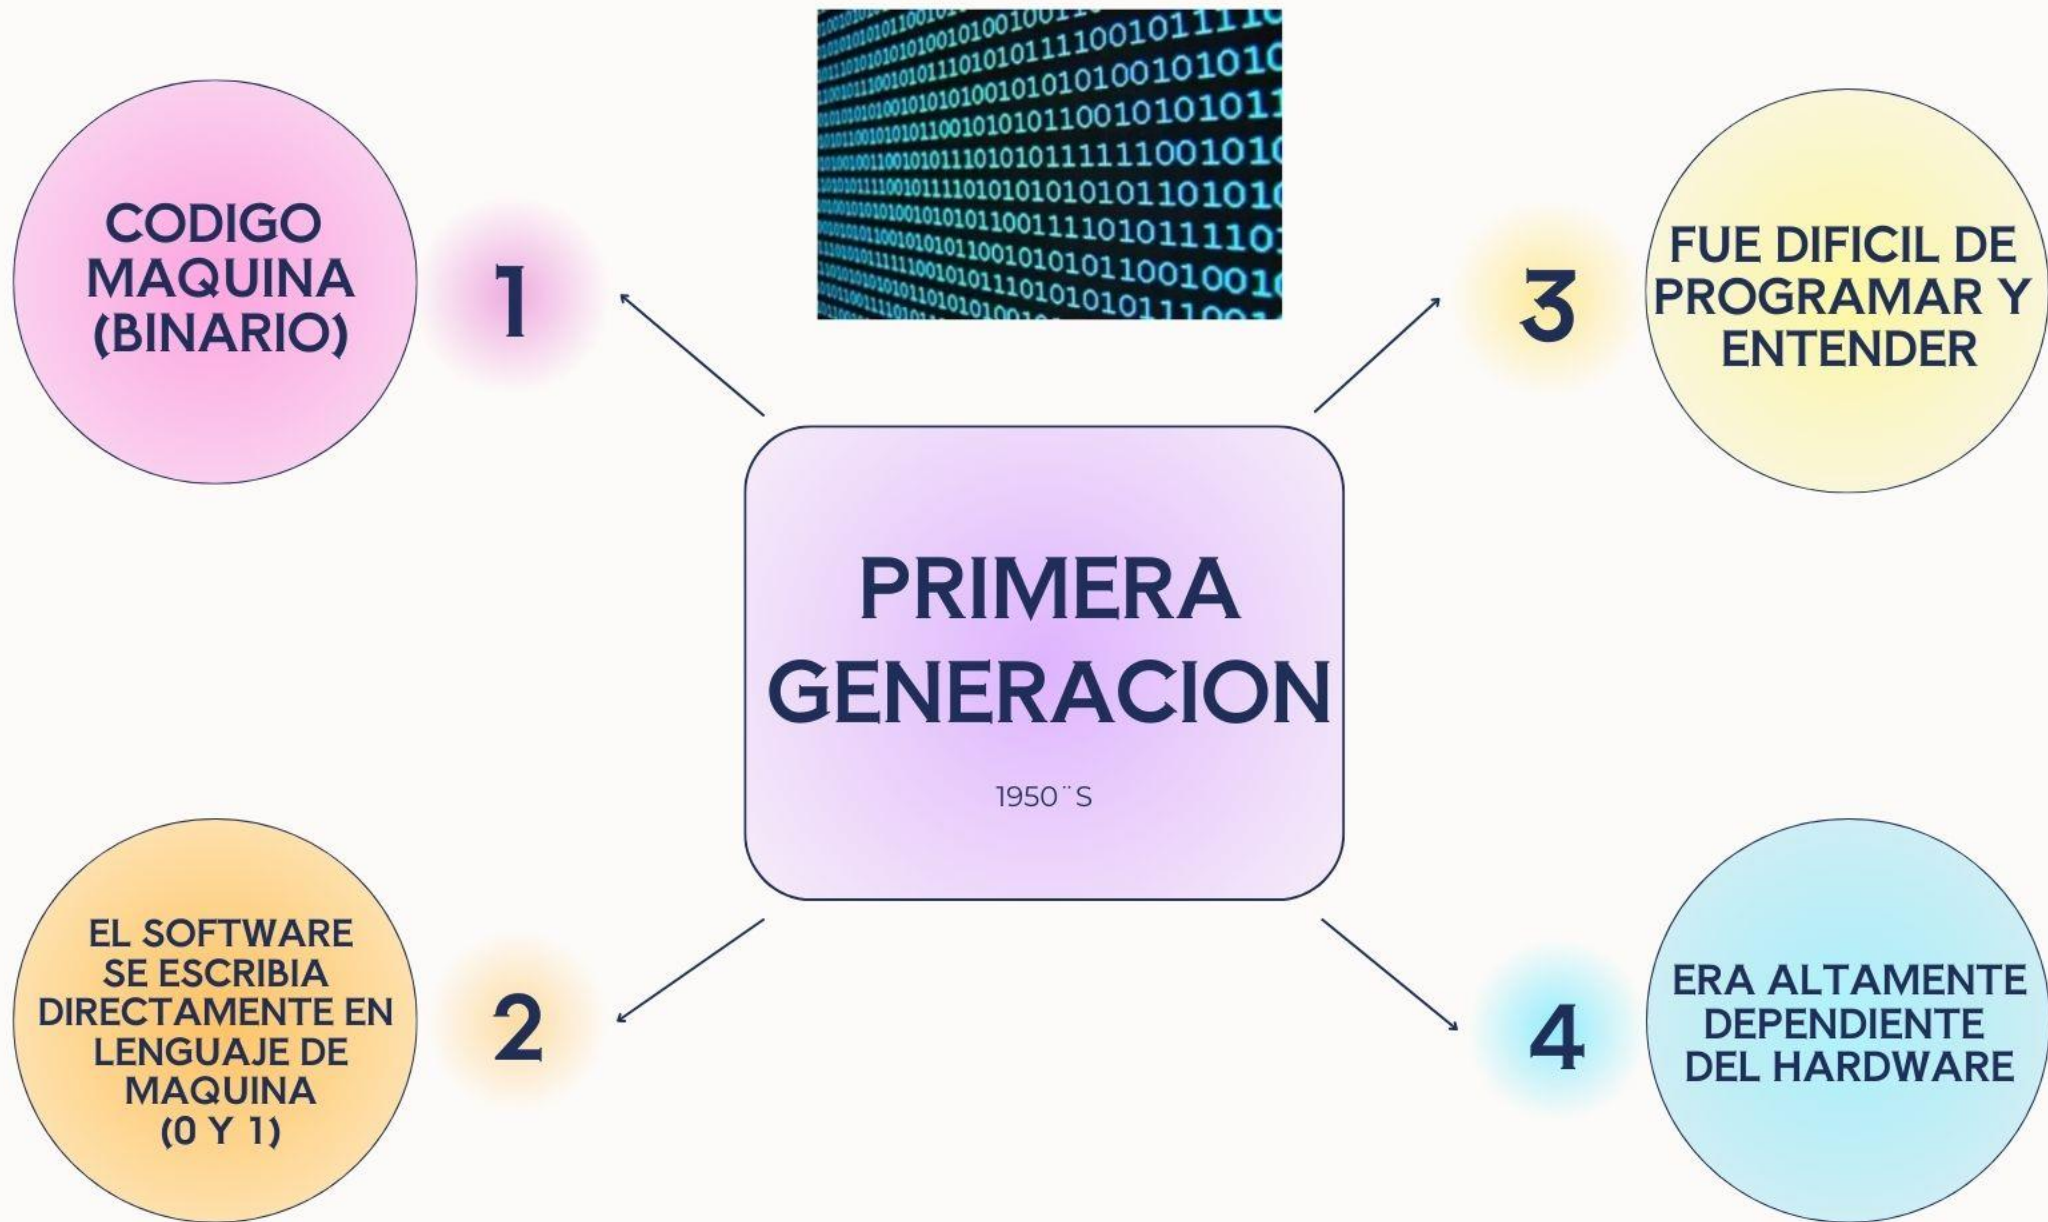 CODIGO
MAQUINA
(BINARIO)
1
3
FUE DIFICIL DE
PROGRAMAR Y
ENTENDER
PRIMERA
GENERACION
1950¨S
EL SOFTWARE
SE ESCRIBIA
DIRECTAMENTE EN
LENGUAJE DE
MAQUINA
(0 Y 1)
2
4
ERA ALTAMENTE
DEPENDIENTE
DEL HARDWARE